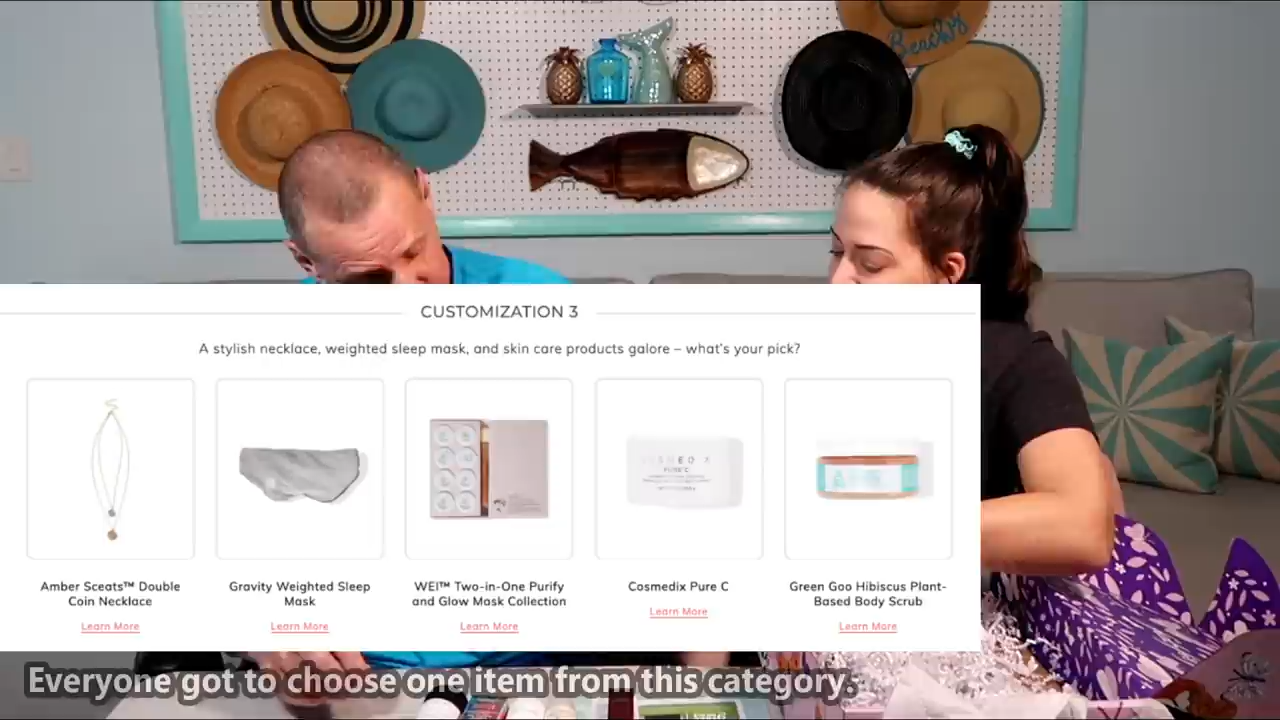 Beachy
CUSTOMIZATION 3
A stylish necklace, weighted sleep mask, and skin care products galore – what's your pick?
COSMEDIX
PURE C
Amber Sceats™ Double
Coin Necklace
Learn More
Gravity Weighted Sleep
Mask
Learn More
WEI™ Two-in-One Purify
and Glow Mask Collection
Learn More
Cosmedix Pure C
Learn More
Green Goo Hibiscus Plant-
Based Body Scrub
Learn More
Everyone got to choose one item from this category.